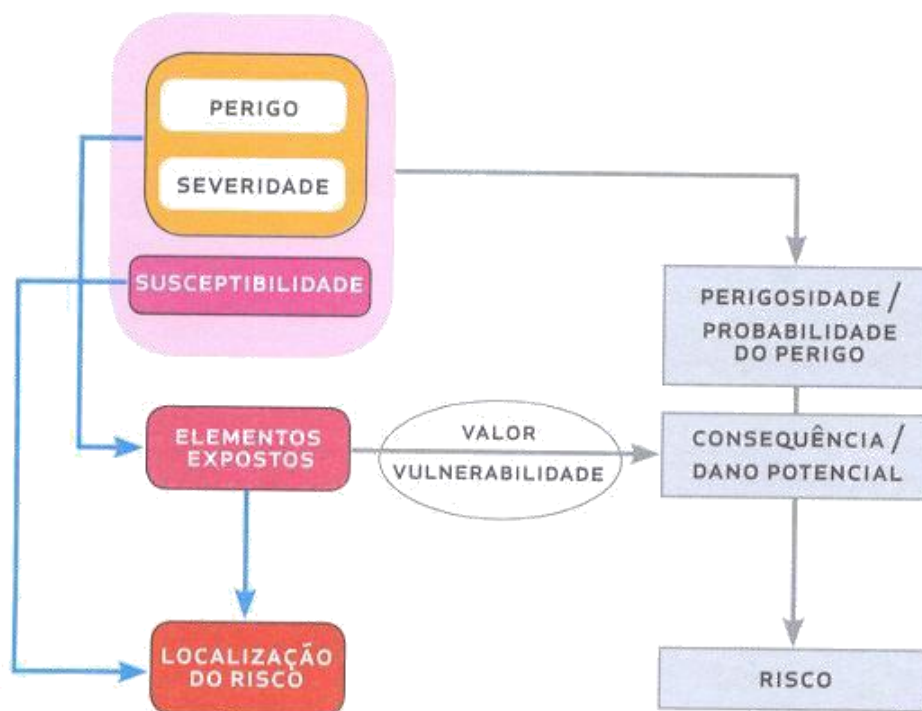 PERIGO
SEVERIDADE
SUSCEPTIBILIDADE
PERIGOSIDADE /
PROBABILIDADE
DO PERIGO
ELEMENTOS
EXPOSTOS
VALOR
VULNERABILIDADE
CONSEQUÊNCIA /
DANO POTENCIAL
LOCALIZAÇÃO
DO RISCO
RISCO